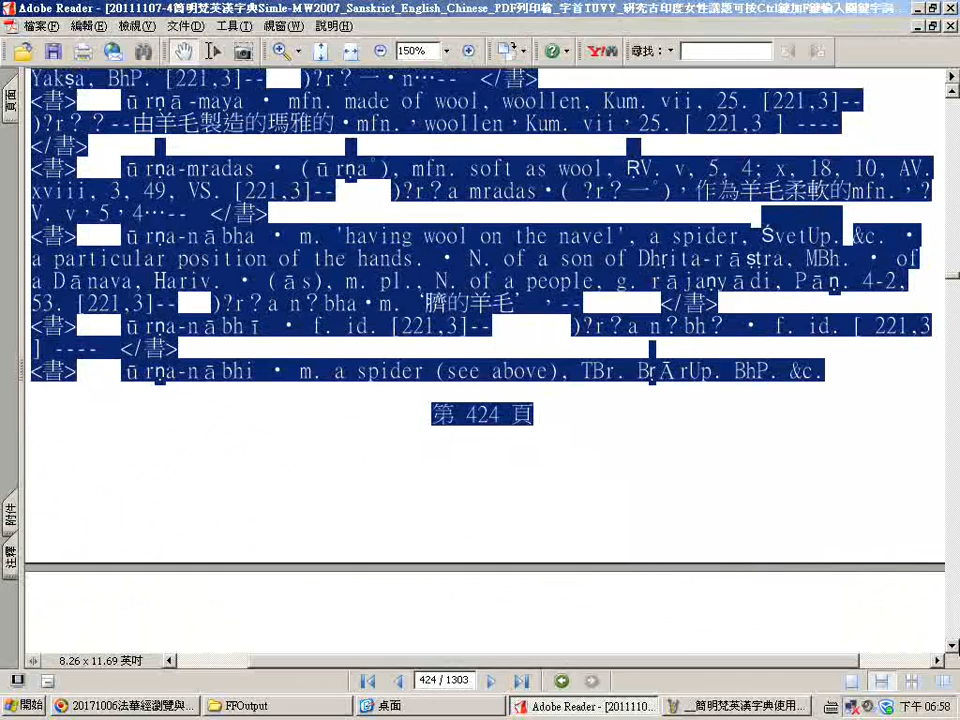 Adobe Reader - [20111107-4簡明梵英漢字典Simle-MW2007_Sanskrict_English_Chinese_PDF列印檔_字首TUVY_研究古印度女性議題可按Ctrl鍵加F鍵輸入關鍵字詞...
檔案(F) 編輯(E) 檢視(V) 文件(D) 工具(T) 視窗(W) 說明(H)
150% 尋找：
頁面
Yakṣa, BhP. [221,3]-- )?r？一‧n…-- </書>
<書> ūrṇā-maya ‧ mfn. made of wool, woollen, Kum. vii, 25. [221,3]--
)?r？？--由羊毛製造的瑪雅的‧mfn.，woollen，Kum. vii，25. [ 221,3 ] ----
</書>
<書> ūrṇa-mradas ‧ (ūrṇa°), mfn. soft as wool, ṚV. v, 5, 4; x, 18, 10, AV.
xviii, 3, 49, VS. [221,3]-- )?r？a mradas‧( ?r？一°)，作為羊毛柔軟的mfn.，?
V. v，5，4…-- </書>
<書> ūrṇa-nābha ‧ m. 'having wool on the navel', a spider, ŚvetUp. &c. ‧
a particular position of the hands. ‧ N. of a son of Dhṛita-rāṣṭra, MBh. ‧ of
a Dānava, Hariv. ‧ (ās), m. pl., N. of a people, g. rājanyādi, Pāṇ. 4-2,
53. [221,3]-- )?r？a n？bha‧m.‘臍的羊毛’，-- </書>
<書> ūrṇa-nābhī ‧ f. id. [221,3]-- )?r？a n？bh？ ‧ f. id. [ 221,3
] ---- </書>
<書> ūrṇa-nābhi ‧ m. a spider (see above), TBr. BṛĀrUp. BhP. &c.
第 424 頁
附件
注釋
8.26 x 11.69 英吋
424 / 1303
開始 20171006法華經瀏覽與... FFOutput 桌面 Adobe Reader - [2011110... __簡明梵英漢字典使用... 下午 06:58